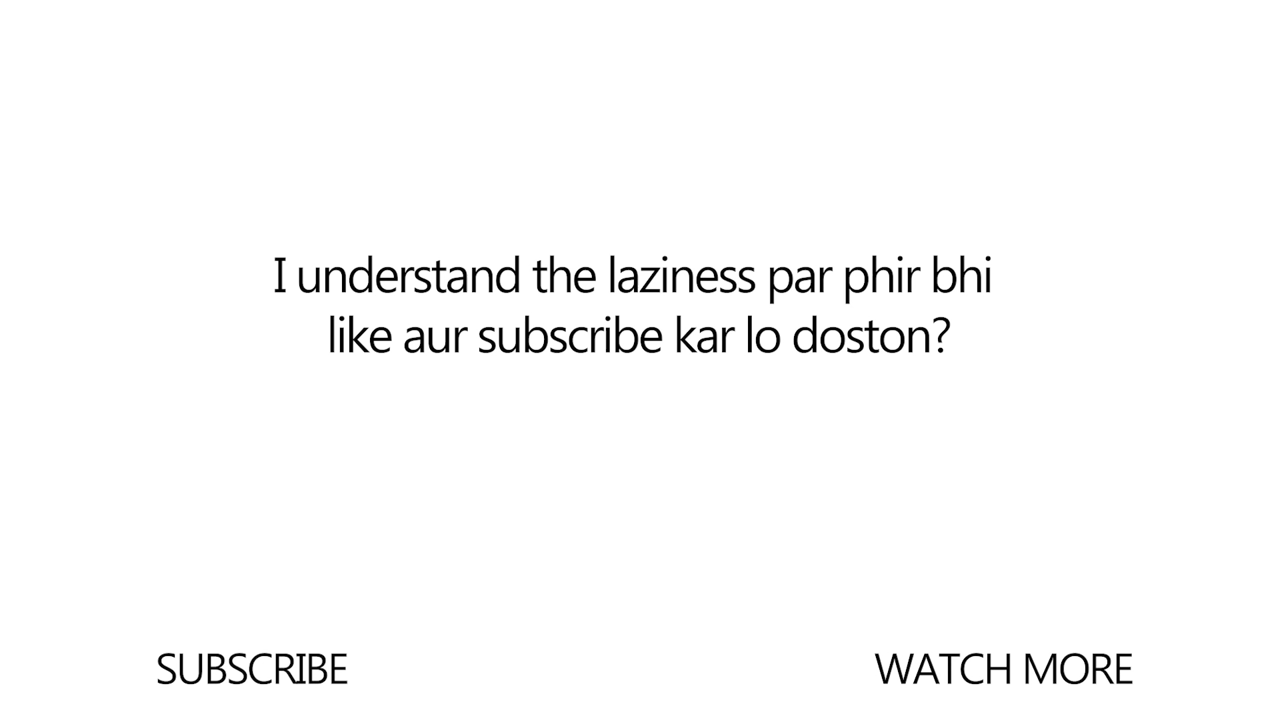 I understand the laziness par phir bhi
like aur subscribe kar lo doston?
SUBSCRIBE
WATCH MORE